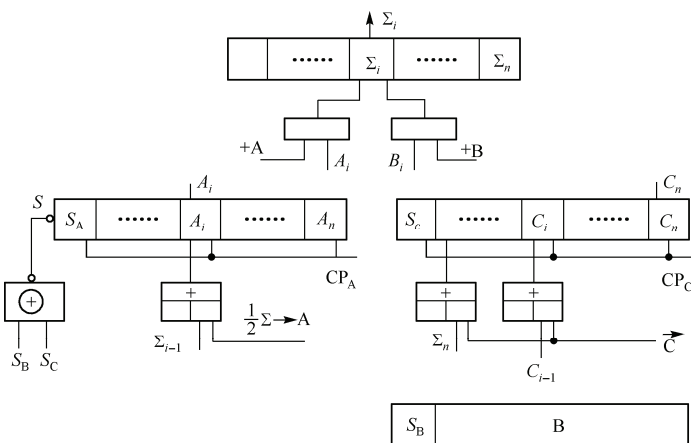 Σi
...... Σi ...... Σn
+A Ai Bi +B
S Ai Cn
SA ...... Ai ...... An Sc ...... Ci ...... Cn
CPA CPC
+ + +
1/2 Σ→A
Σi−1 Σn C→
SB SC Ci−1
SB B